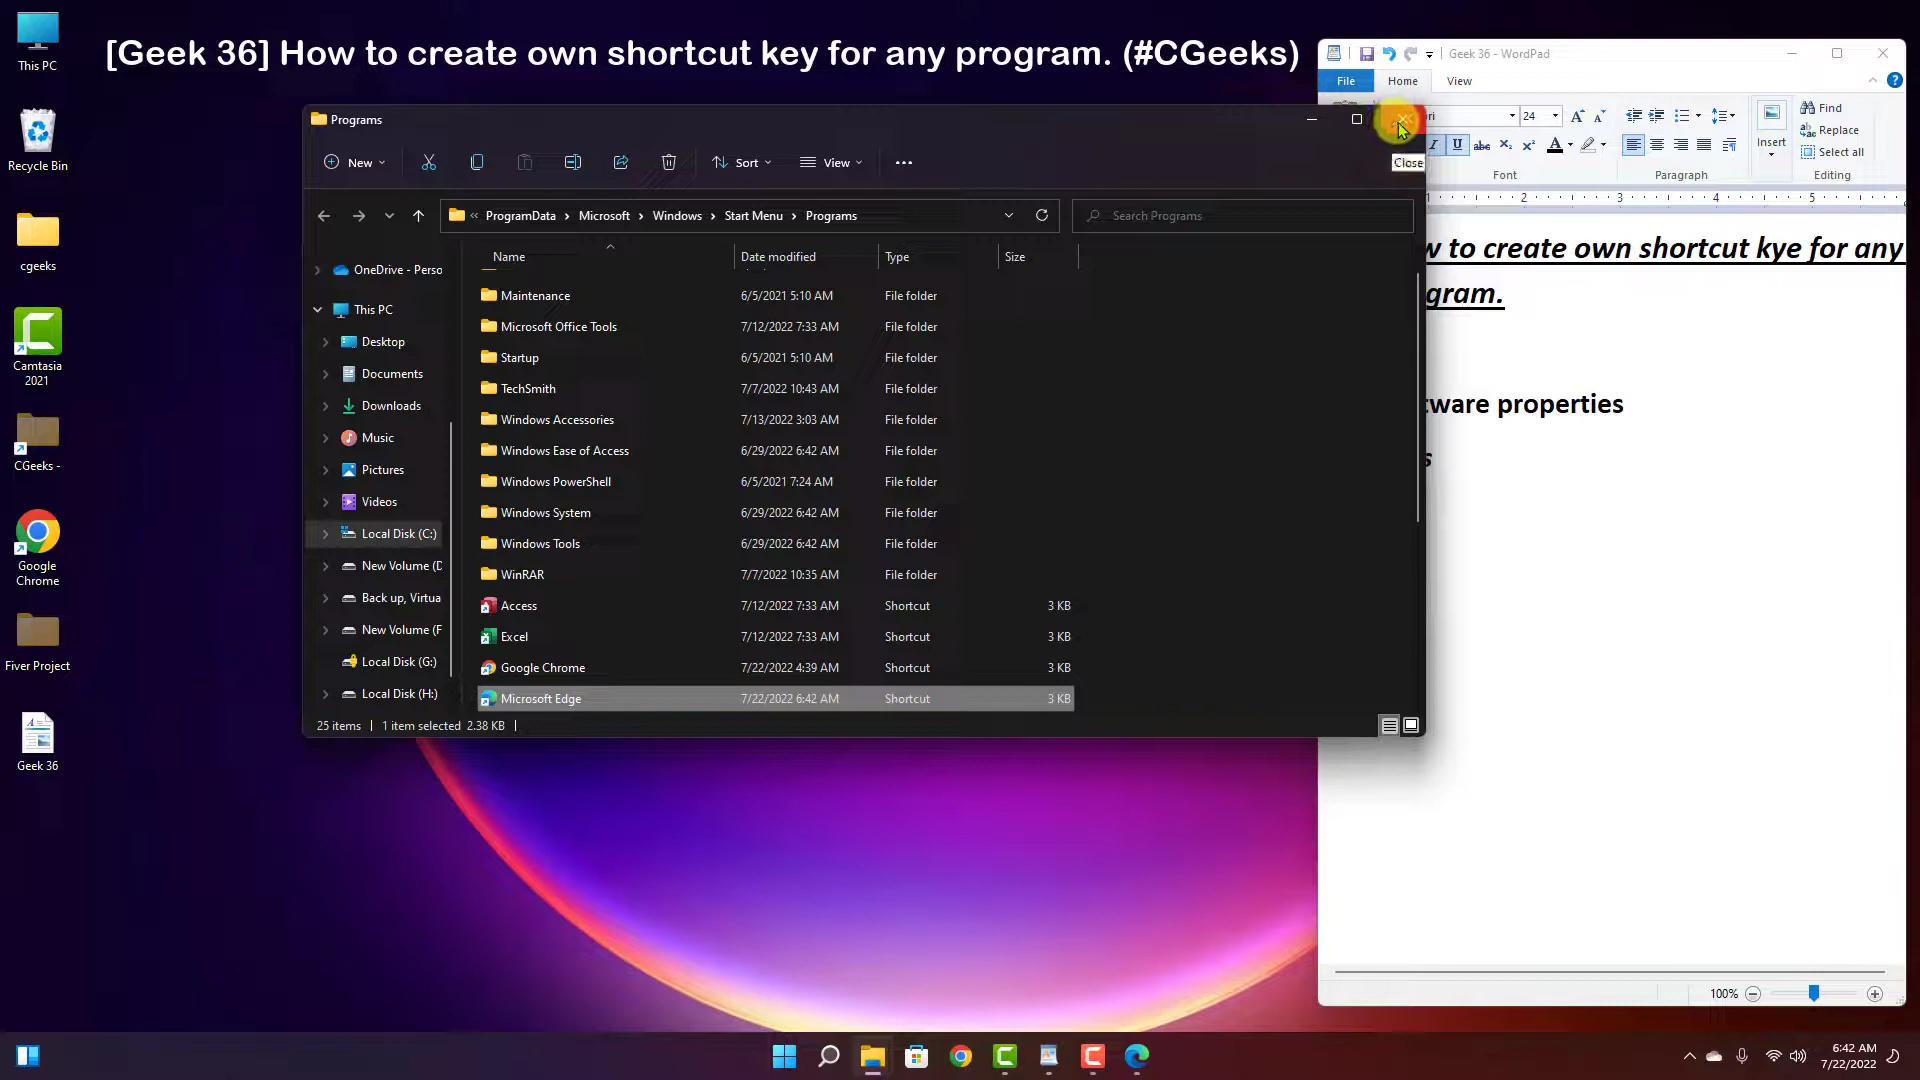 This PC
Recycle Bin
cgeeks
Camtasia
2021
CGeeks -
Google
Chrome
Fiver Project
Geek 36
[Geek 36] How to create own shortcut key for any program. (#CGeeks)
Programs
New
Sort
View
Close
« ProgramData > Microsoft > Windows > Start Menu > Programs
Search Programs
Name Date modified Type Size
OneDrive - Perso
This PC
Desktop
Documents
Downloads
Music
Pictures
Videos
Local Disk (C:)
New Volume (D
Back up, Virtua
New Volume (F
Local Disk (G:)
Local Disk (H:)
Maintenance 6/5/2021 5:10 AM File folder
Microsoft Office Tools 7/12/2022 7:33 AM File folder
Startup 6/5/2021 5:10 AM File folder
TechSmith 7/7/2022 10:43 AM File folder
Windows Accessories 7/13/2022 3:03 AM File folder
Windows Ease of Access 6/29/2022 6:42 AM File folder
Windows PowerShell 6/5/2021 7:24 AM File folder
Windows System 6/29/2022 6:42 AM File folder
Windows Tools 6/29/2022 6:42 AM File folder
WinRAR 7/7/2022 10:35 AM File folder
Access 7/12/2022 7:33 AM Shortcut 3 KB
Excel 7/12/2022 7:33 AM Shortcut 3 KB
Google Chrome 7/22/2022 4:39 AM Shortcut 3 KB
Microsoft Edge 7/22/2022 6:42 AM Shortcut 3 KB
25 items 1 item selected 2.38 KB
Geek 36 - WordPad
File Home View
ri 24
Find
Replace
Select all
Insert
Font Paragraph Editing
1 2 3 4 5
w to create own shortcut kye for any
gram.
tware properties
s
100%
6:42 AM
7/22/2022